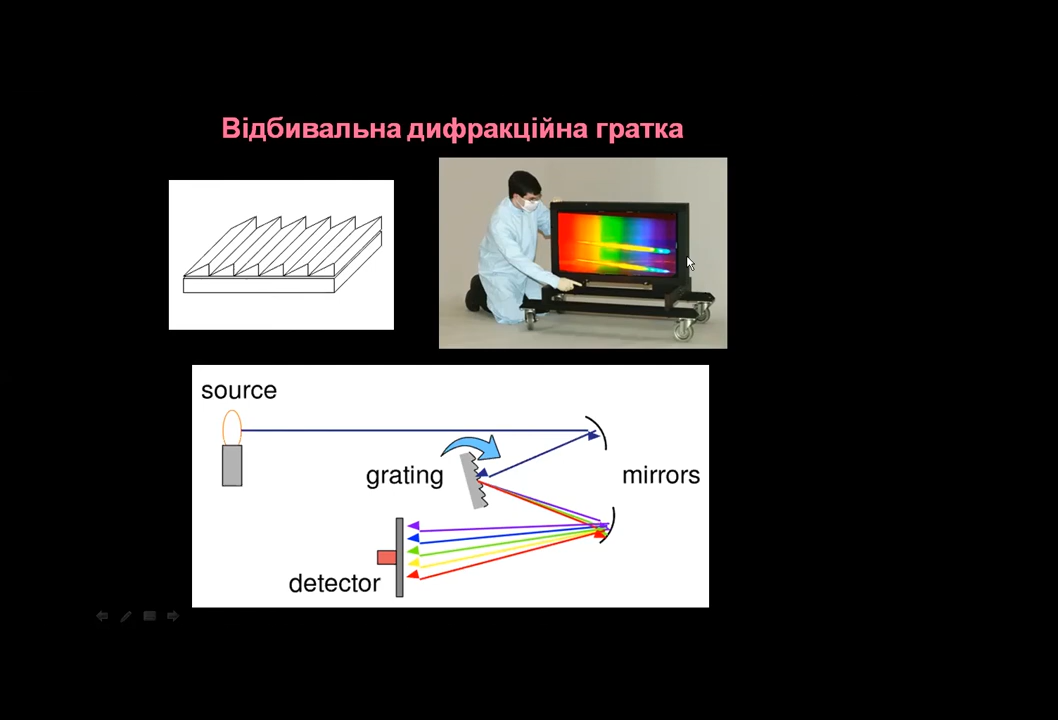 Відбивальна дифракційна гратка
source
grating
mirrors
detector